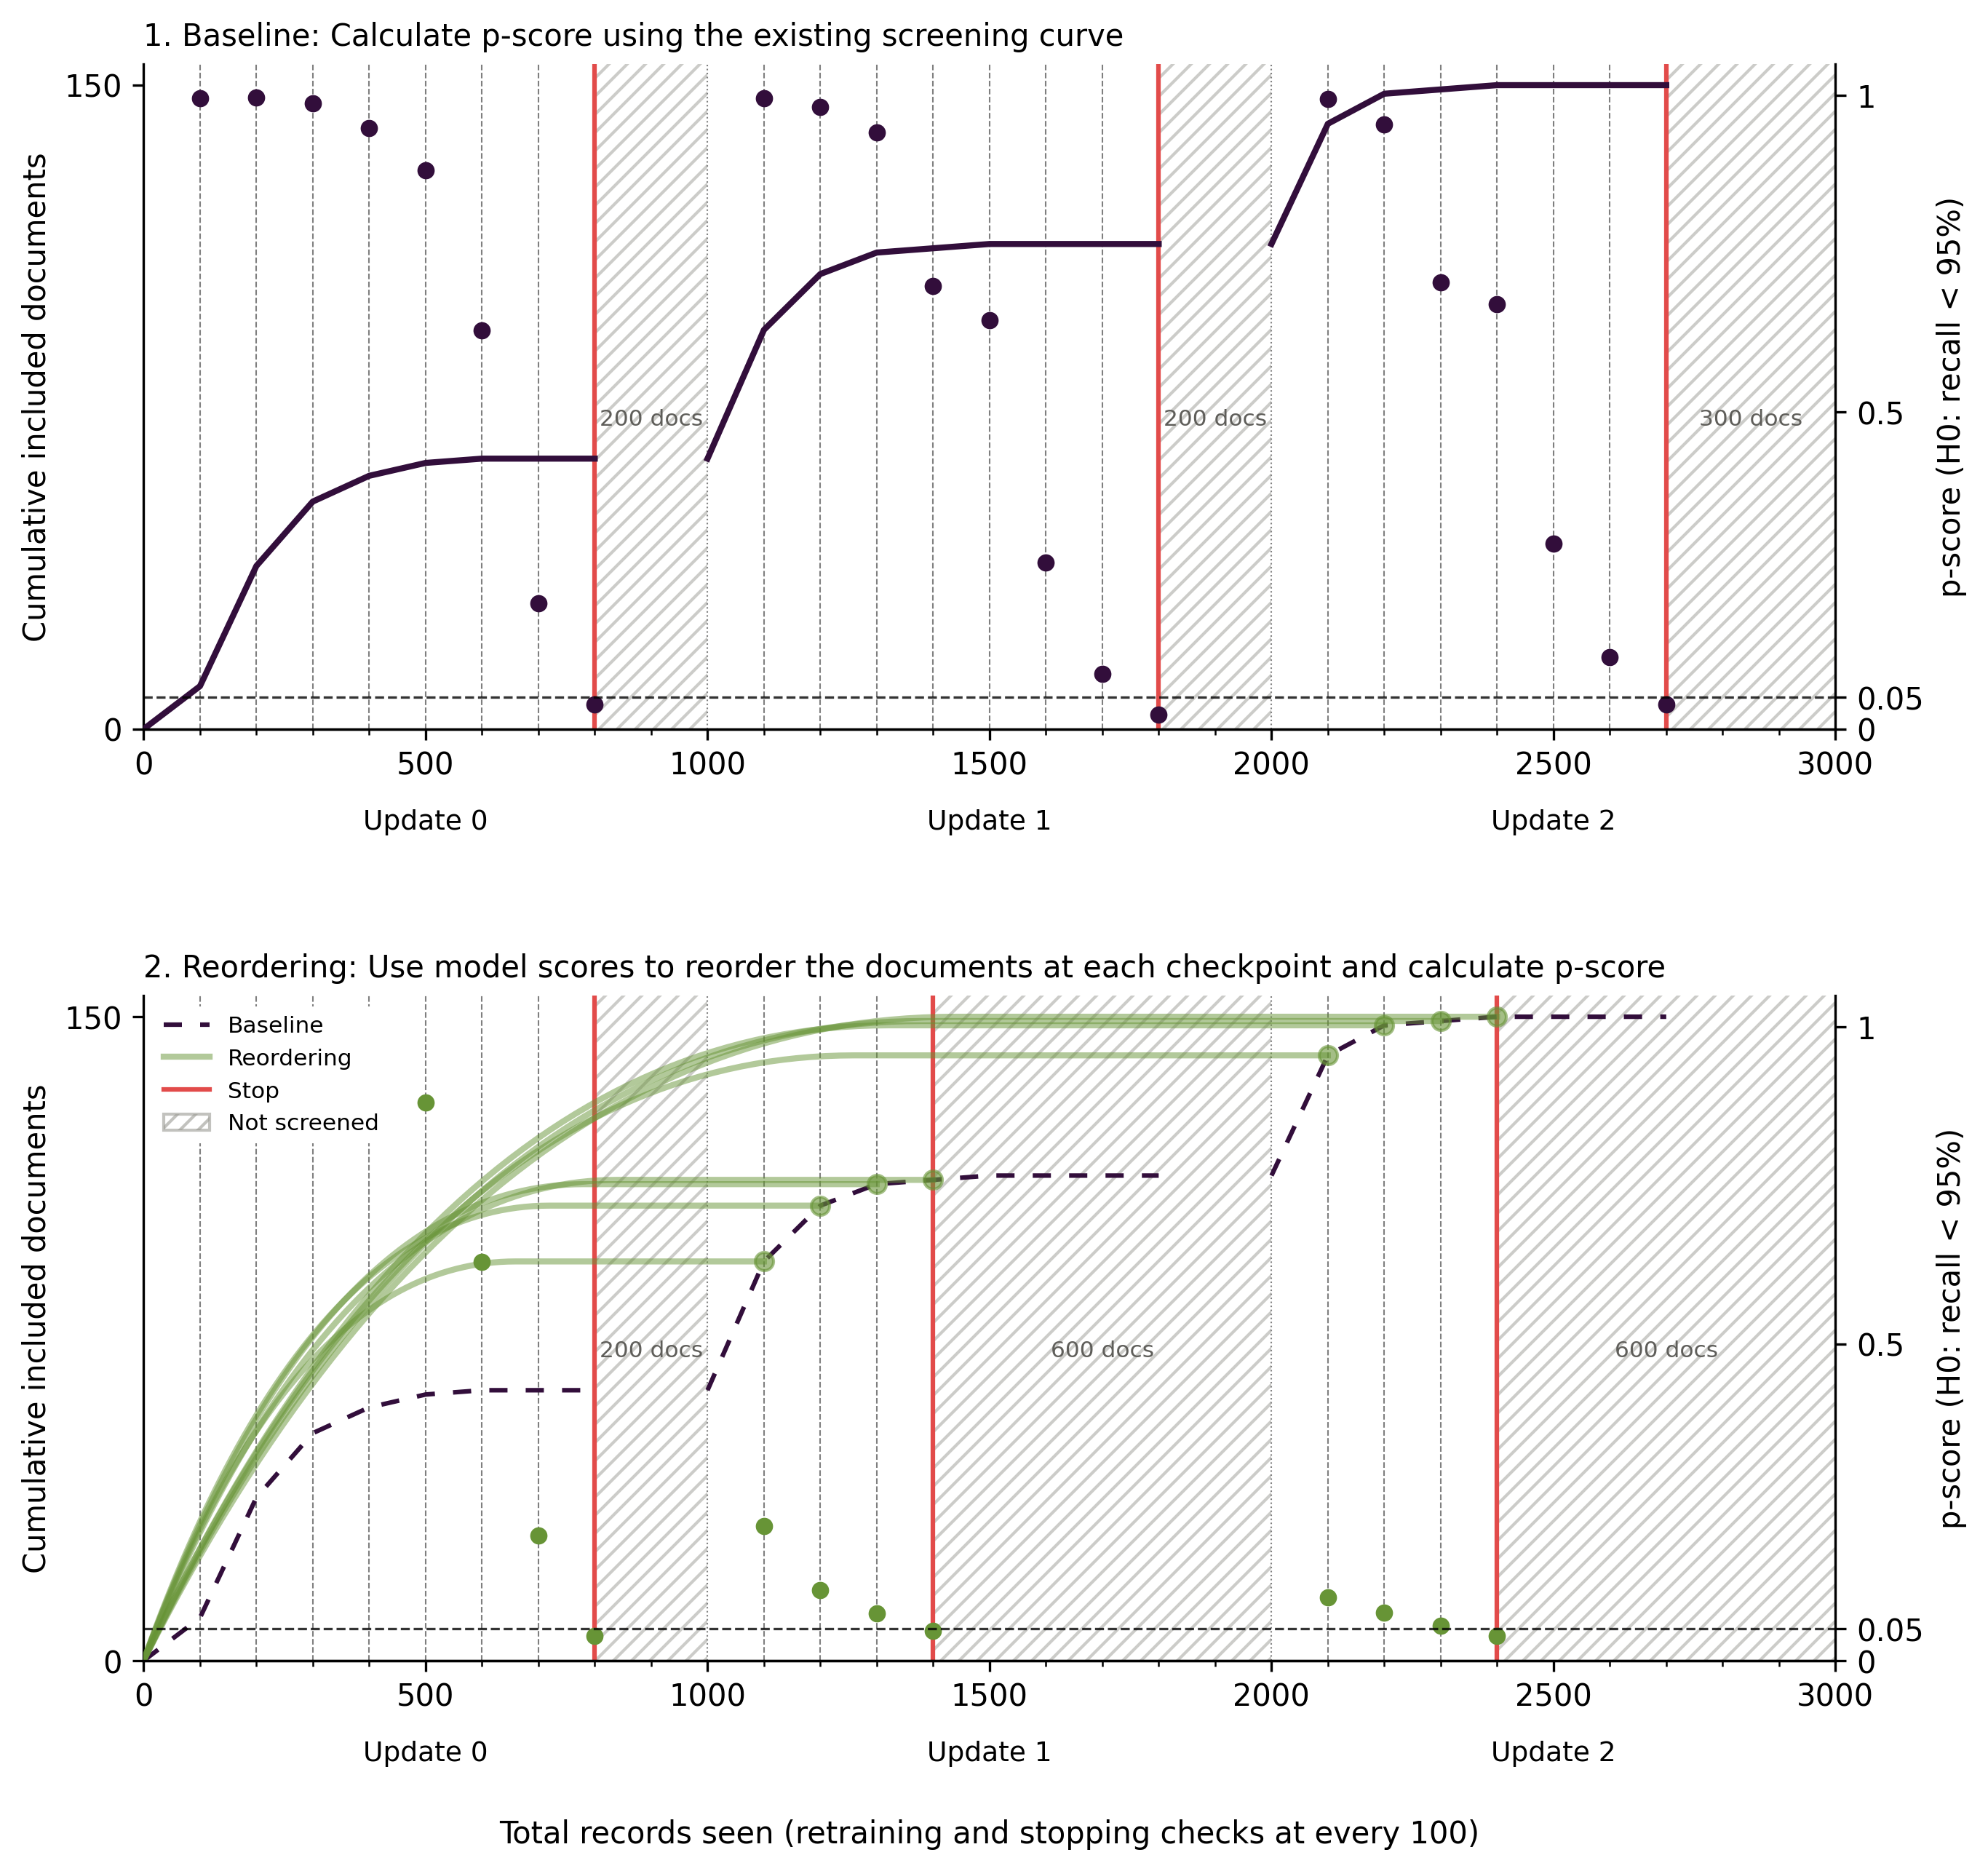 1. Baseline: Calculate p-score using the existing screening curve
150
0
Cumulative included documents
1
0.5
0.05
0
p-score (H0: recall < 95%)
200 docs
200 docs
300 docs
0
500
1000
1500
2000
2500
3000
Update 0
Update 1
Update 2
2. Reordering: Use model scores to reorder the documents at each checkpoint and calculate p-score
150
0
Cumulative included documents
Baseline
Reordering
Stop
Not screened
1
0.5
0.05
0
p-score (H0: recall < 95%)
200 docs
600 docs
600 docs
0
500
1000
1500
2000
2500
3000
Update 0
Update 1
Update 2
Total records seen (retraining and stopping checks at every 100)